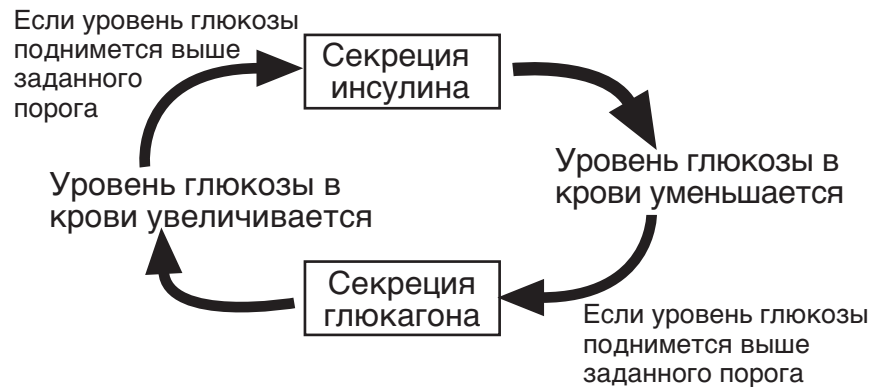 Если уровень глюкозы
поднимется выше
заданного
порога
Секреция
инсулина
Уровень глюкозы в
крови уменьшается
Если уровень глюкозы
поднимется выше
заданного порога
Секреция
глюкагона
Уровень глюкозы в
крови увеличивается